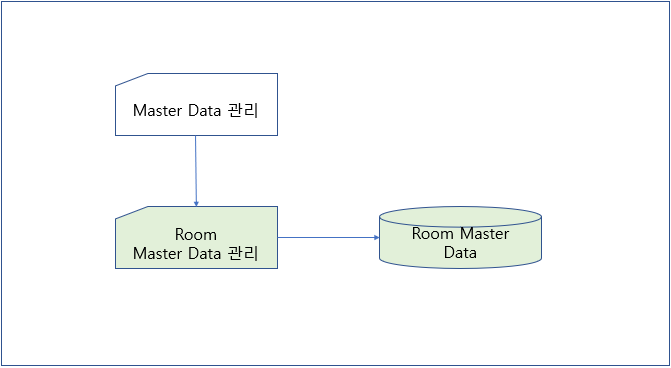 Master Data 관리
Room
Master Data 관리
Room Master
Data